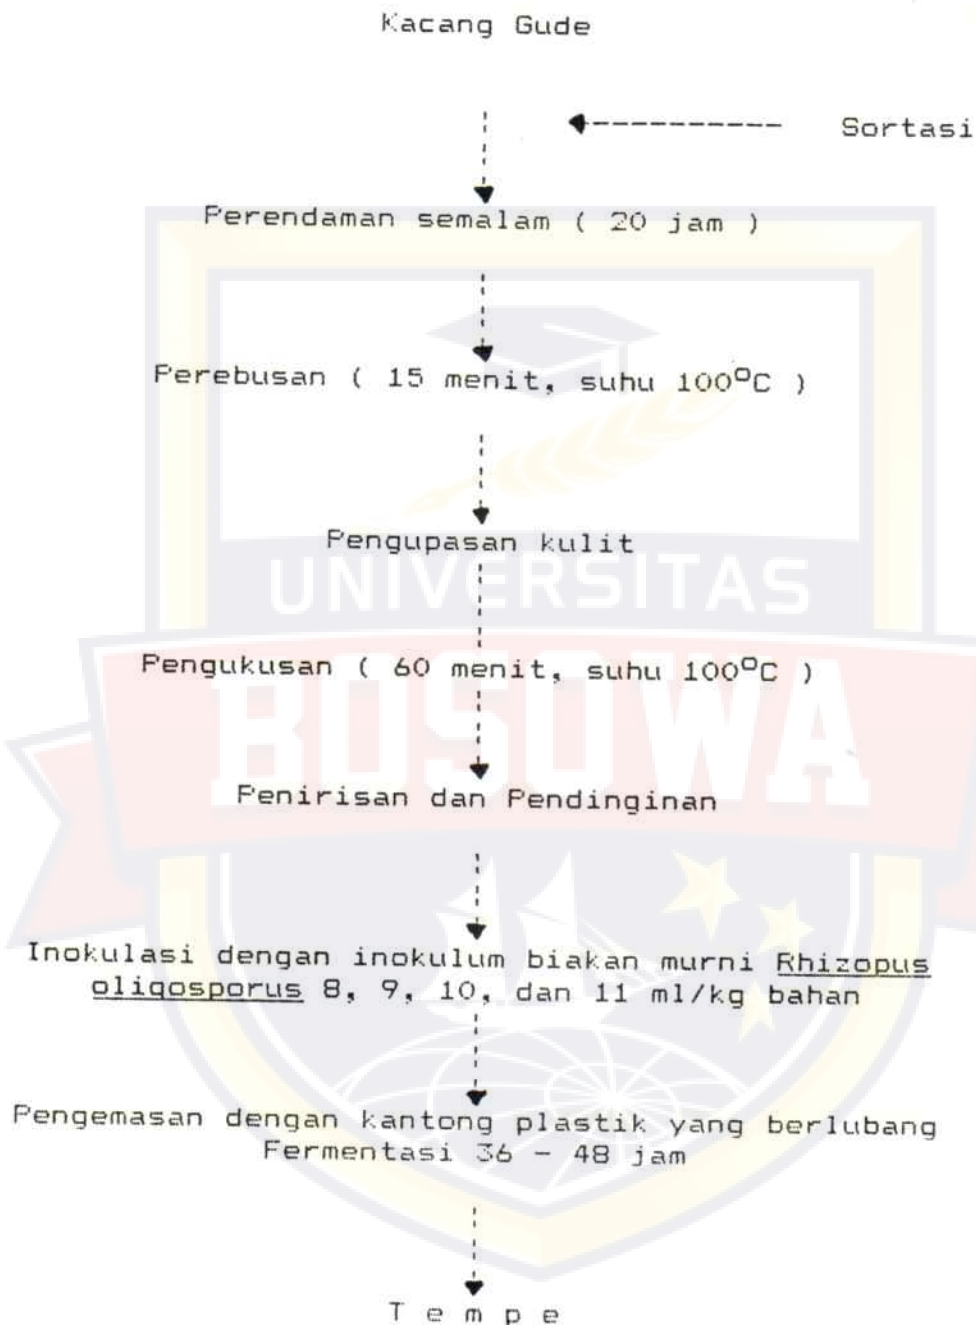 Kacang Gude
Sortasi
Perendaman semalam ( 20 jam )
Perebusan ( 15 menit, suhu 100°C )
Pengupasan kulit
UNIVERSITAS
Pengukusan ( 60 menit, suhu 100°C )
BOSOWA
Penirisan dan Pendinginan
Inokulasi dengan inokulum biakan murni Rhizopus
oligosporus 8, 9, 10, dan 11 ml/kg bahan
Pengemasan dengan kantong plastik yang berlubang
Fermentasi 36 - 48 jam
T e m p e